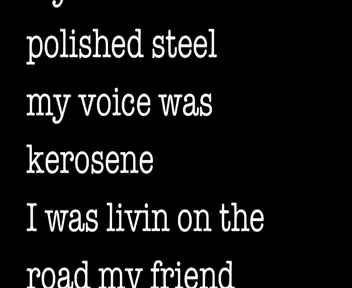 polished steel
my voice was
kerosene
I was livin on the
road my friend